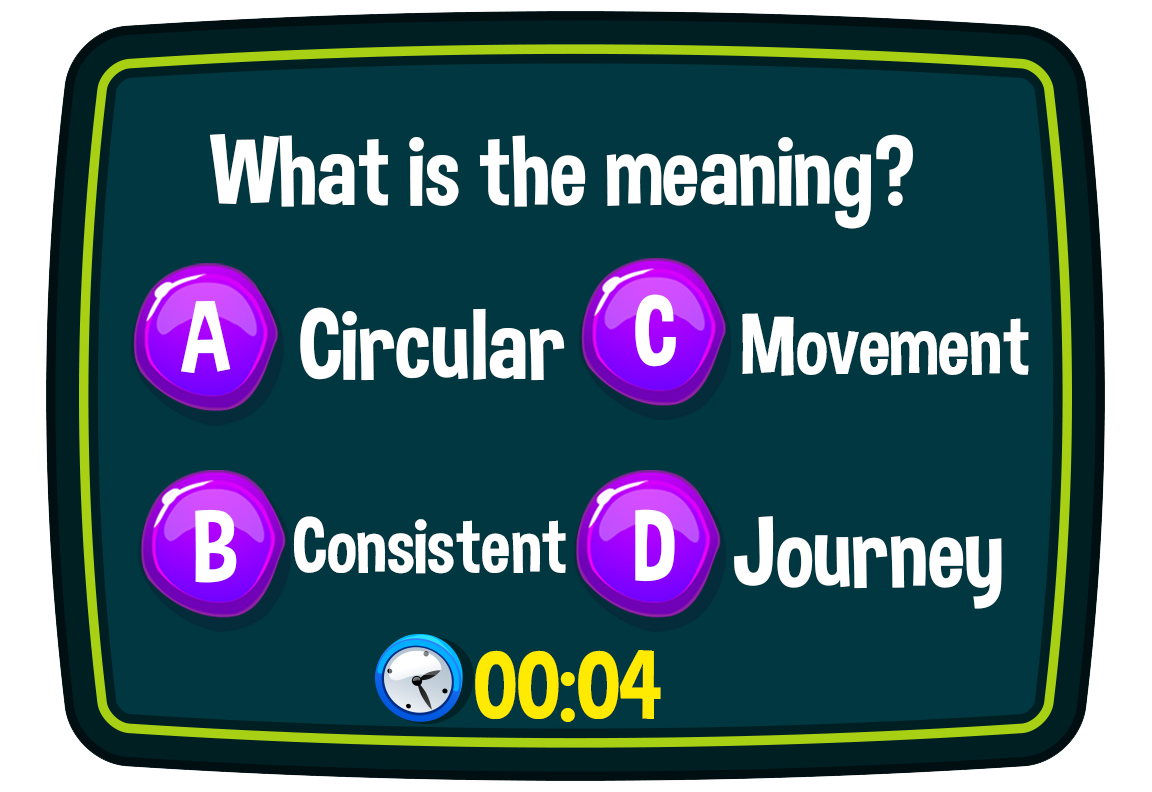 What is the meaning?
A Circular
C Movement
B Consistent
D Journey
00:04